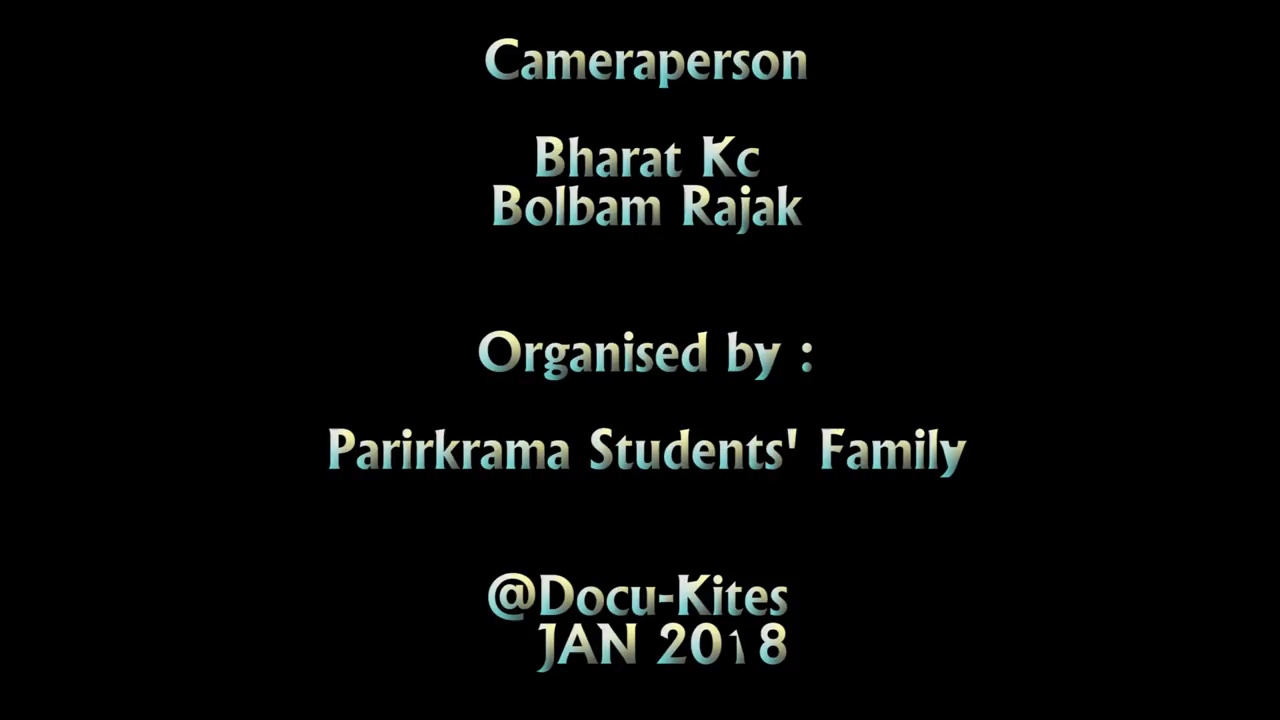 Cameraperson
Bharat Kc
Bolbam Rajak
Organised by :
Parirkrama Students' Family
@Docu-Kites
JAN 2018